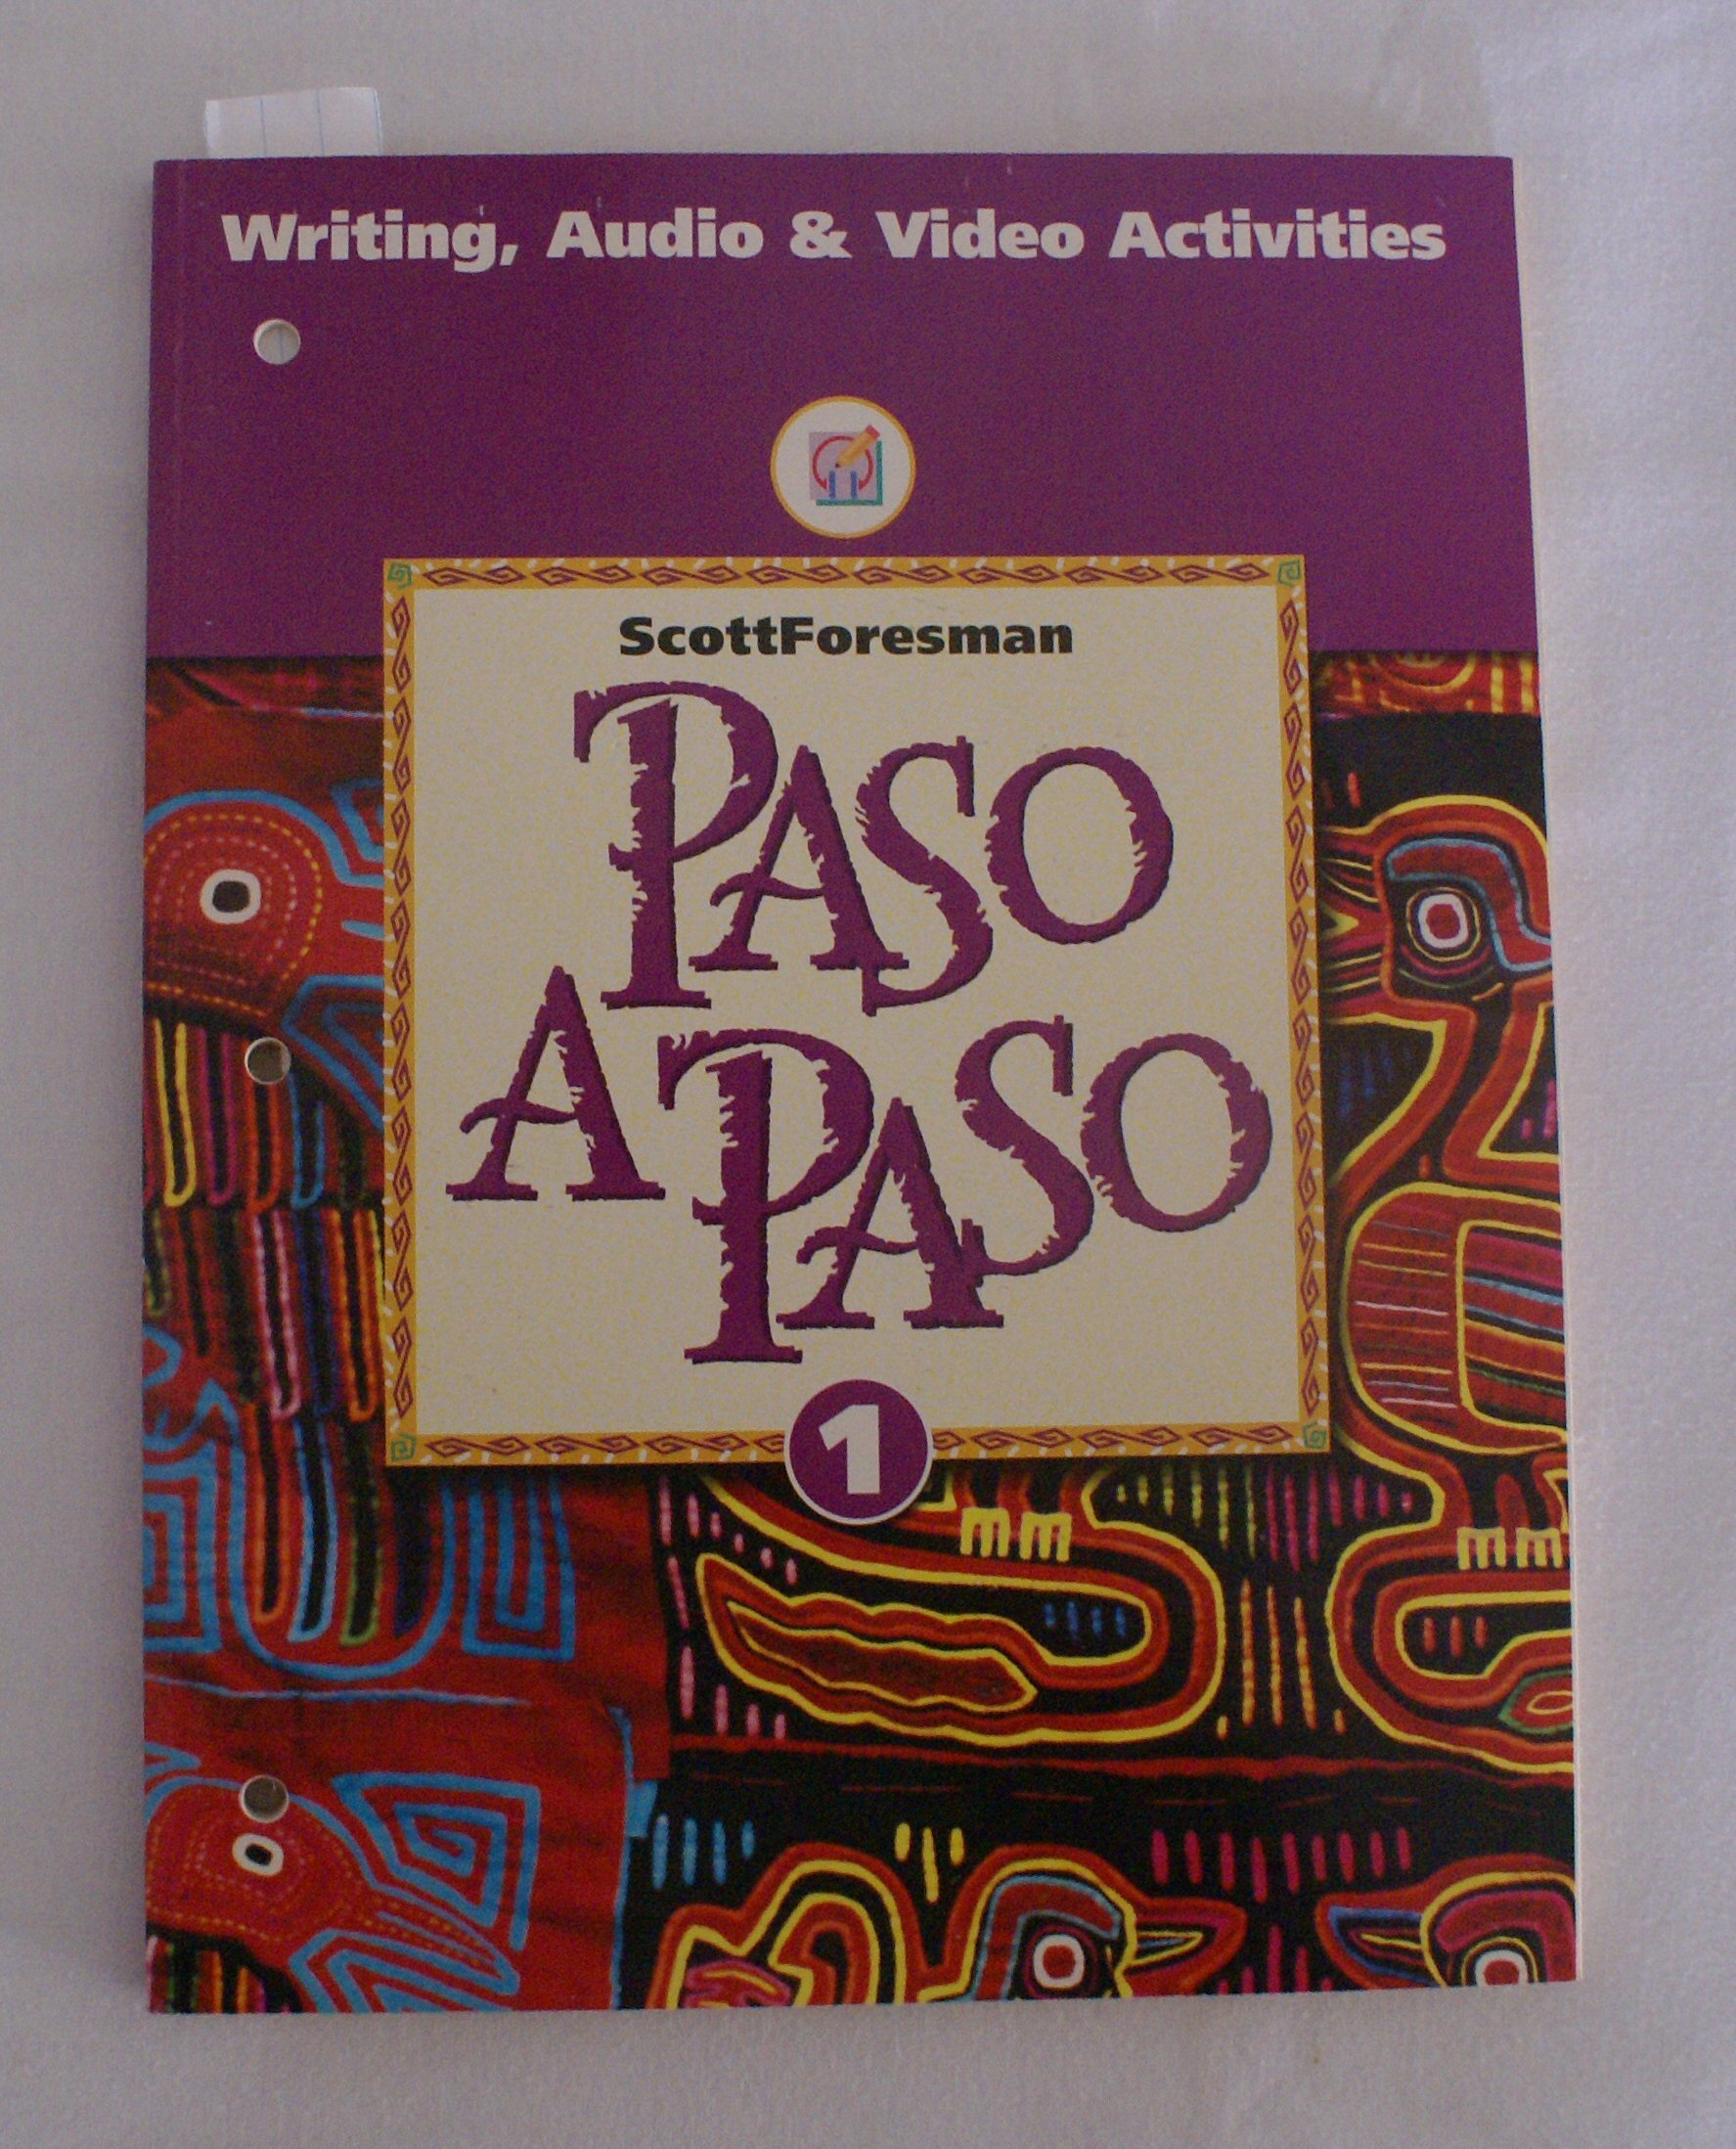 Writing, Audio & Video Activities
ScottForesman
PASO
A PASO
1